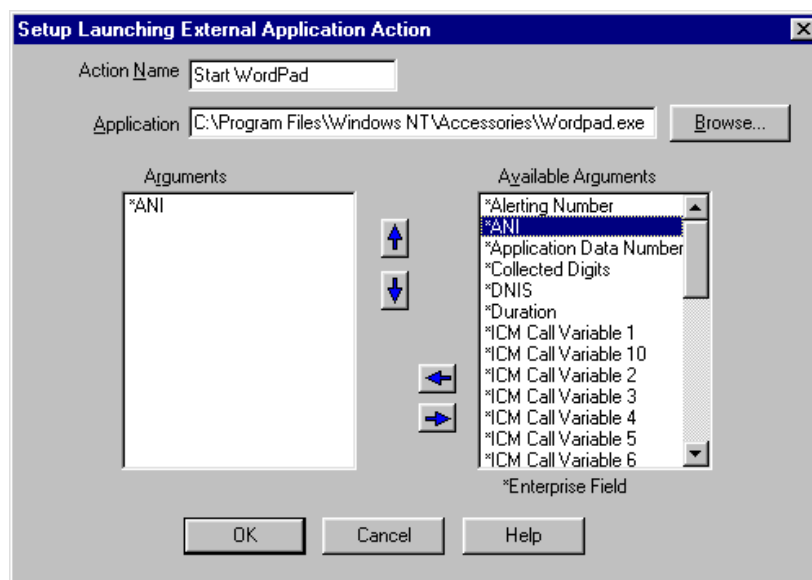 Setup Launching External Application Action
Action Name Start WordPad
Application C:\Program Files\Windows NT\Accessories\Wordpad.exe Browse...
Arguments
*ANI
Available Arguments
*Alerting Number
*ANI
*Application Data Number
*Collected Digits
*DNIS
*Duration
*ICM Call Variable 1
*ICM Call Variable 10
*ICM Call Variable 2
*ICM Call Variable 3
*ICM Call Variable 4
*ICM Call Variable 5
*ICM Call Variable 6
*Enterprise Field
OK Cancel Help